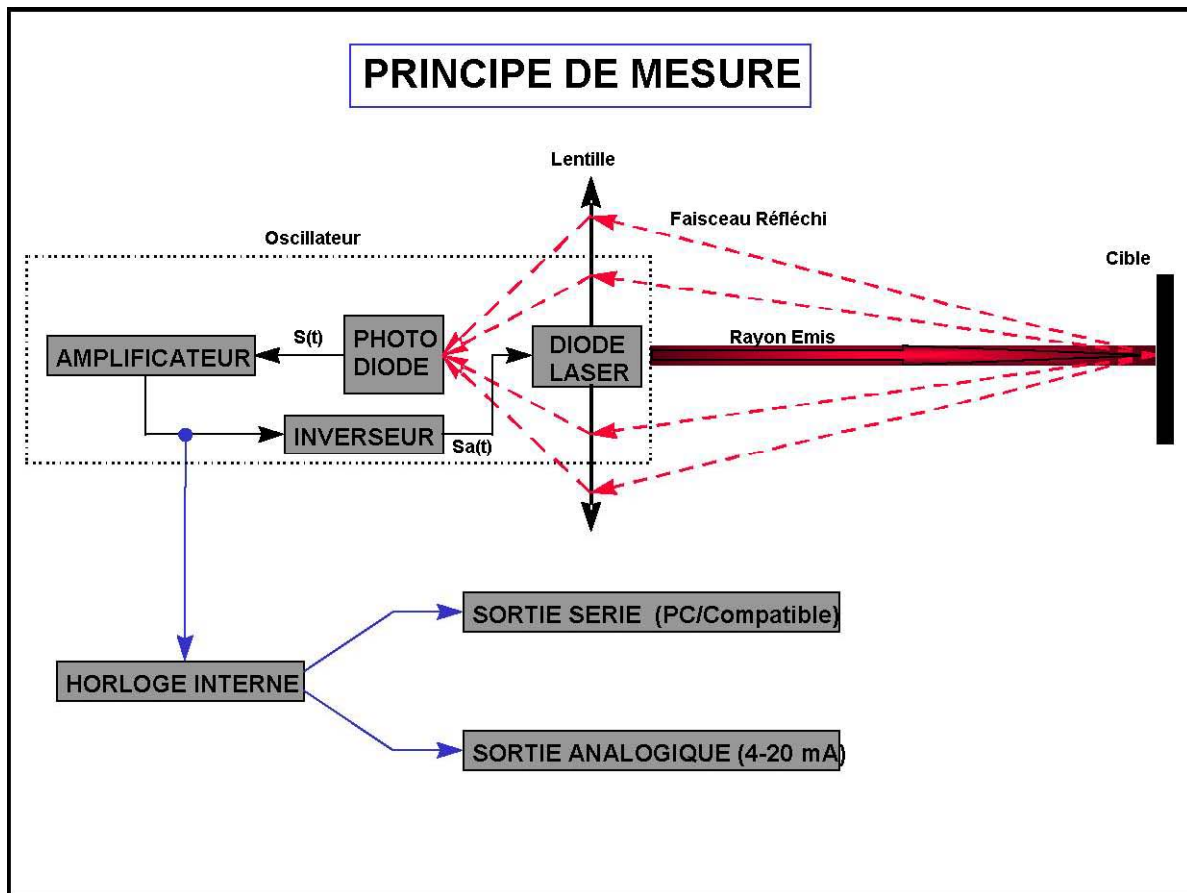 PRINCIPE DE MESURE
Lentille
Faisceau Réfléchi
Oscillateur
Cible
S(t)
PHOTO
DIODE
Rayon Emis
AMPLIFICATEUR
DIODE
LASER
INVERSEUR
Sa(t)
SORTIE SERIE (PC/Compatible)
HORLOGE INTERNE
SORTIE ANALOGIQUE (4-20 mA)